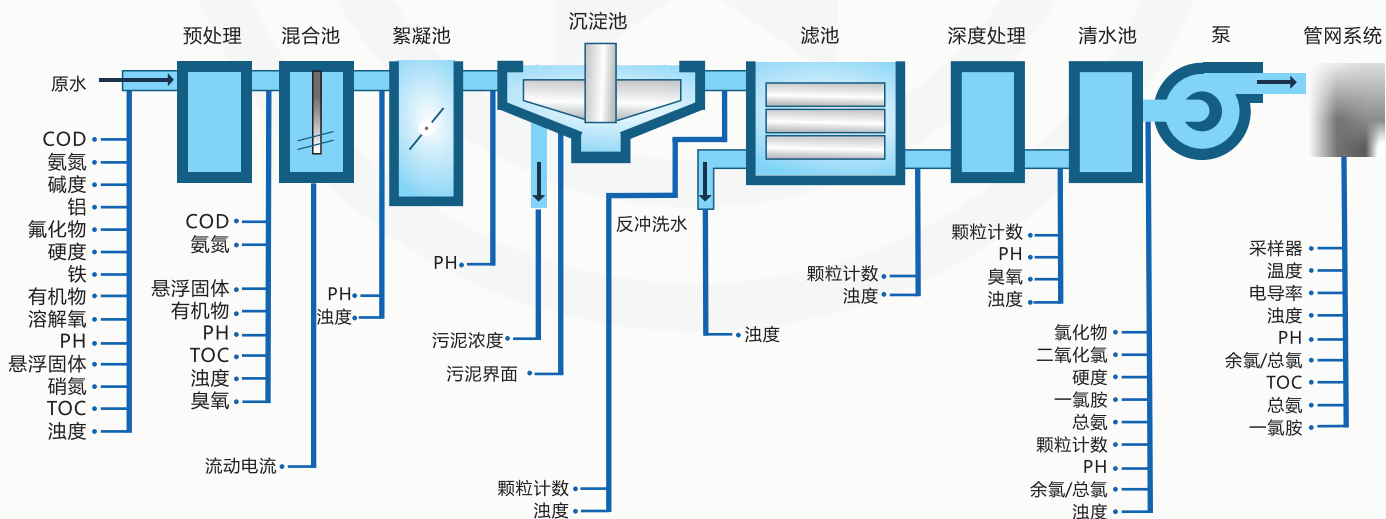 预处理
混合池
絮凝池
沉淀池
滤池
深度处理
清水池
泵
管网系统
原水
COD
氨氮
碱度
铝
氟化物
硬度
铁
有机物
溶解氧
PH
悬浮固体
硝氮
TOC
浊度
COD
氨氮
悬浮固体
有机物
PH
TOC
浊度
臭氧
流动电流
PH
浊度
PH
污泥浓度
污泥界面
颗粒计数
浊度
反冲洗水
浊度
颗粒计数
浊度
颗粒计数
PH
臭氧
浊度
氯化物
二氧化氯
硬度
一氯胺
总氨
颗粒计数
PH
余氯/总氯
浊度
采样器
温度
电导率
浊度
PH
余氯/总氯
TOC
总氨
一氯胺